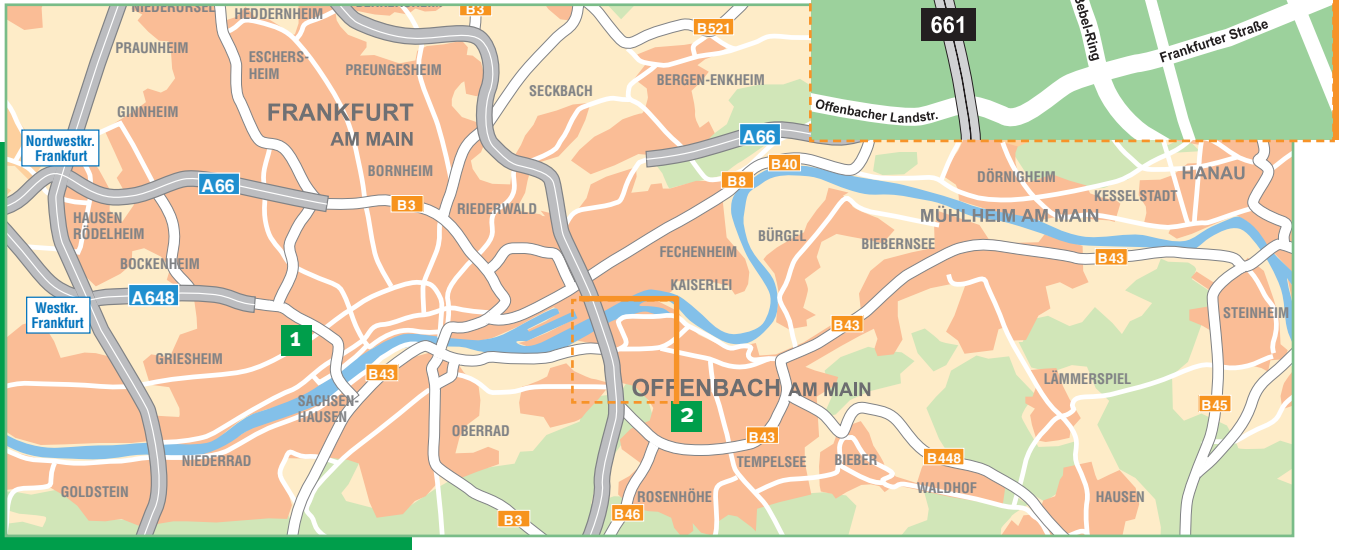 NIEDERURSEL
HEDDERNHEIM
B3
B521
661
Bebel-Ring
Frankfurter Straße
Offenbacher Landstr.
PRAUNHEIM
ESCHERS-
HEIM
PREUNGESHEIM
SECKBACH
BERGEN-ENKHEIM
GINNHEIM
FRANKFURT
AM MAIN
Nordwestkr.
Frankfurt
A66
BORNHEIM
A66
B40
B8
DÖRNIGHEIM
HANAU
KESSELSTADT
HAUSEN
RÖDELHEIM
B3
RIEDERWALD
MÜHLHEIM AM MAIN
BÜRGEL
BIEBERNSEE
FECHENHEIM
B43
BOCKENHEIM
KAISERLEI
A648
Westkr.
Frankfurt
STEINHEIM
1
B43
GRIESHEIM
B43
OFFENBACH AM MAIN
LÄMMERSPIEL
SACHSEN-
HAUSEN
2
B45
OBERRAD
B43
NIEDERRAD
TEMPELSEE
BIEBER
B448
GOLDSTEIN
ROSENHÖHE
WALDHOF
HAUSEN
B3
B46